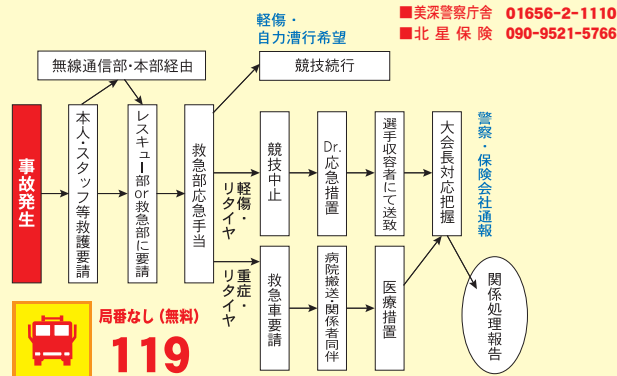 ■美深警察庁舎 01656-2-1110
■北星保険 090-9521-5766
軽傷・
自力漕行希望
無線通信部・本部経由
競技続行
事故発生
本人・スタッフ等救護要請
レスキュー部or救急部に要請
救急部応急手当
軽傷・
リタイヤ
競技中止
Dr.応急措置
選手収容者にて送致
大会長対応把握
警察・保険会社通報
重症・
リタイヤ
救急車要請
病院搬送・関係者同伴
医療措置
関係処理報告
局番なし（無料）
119